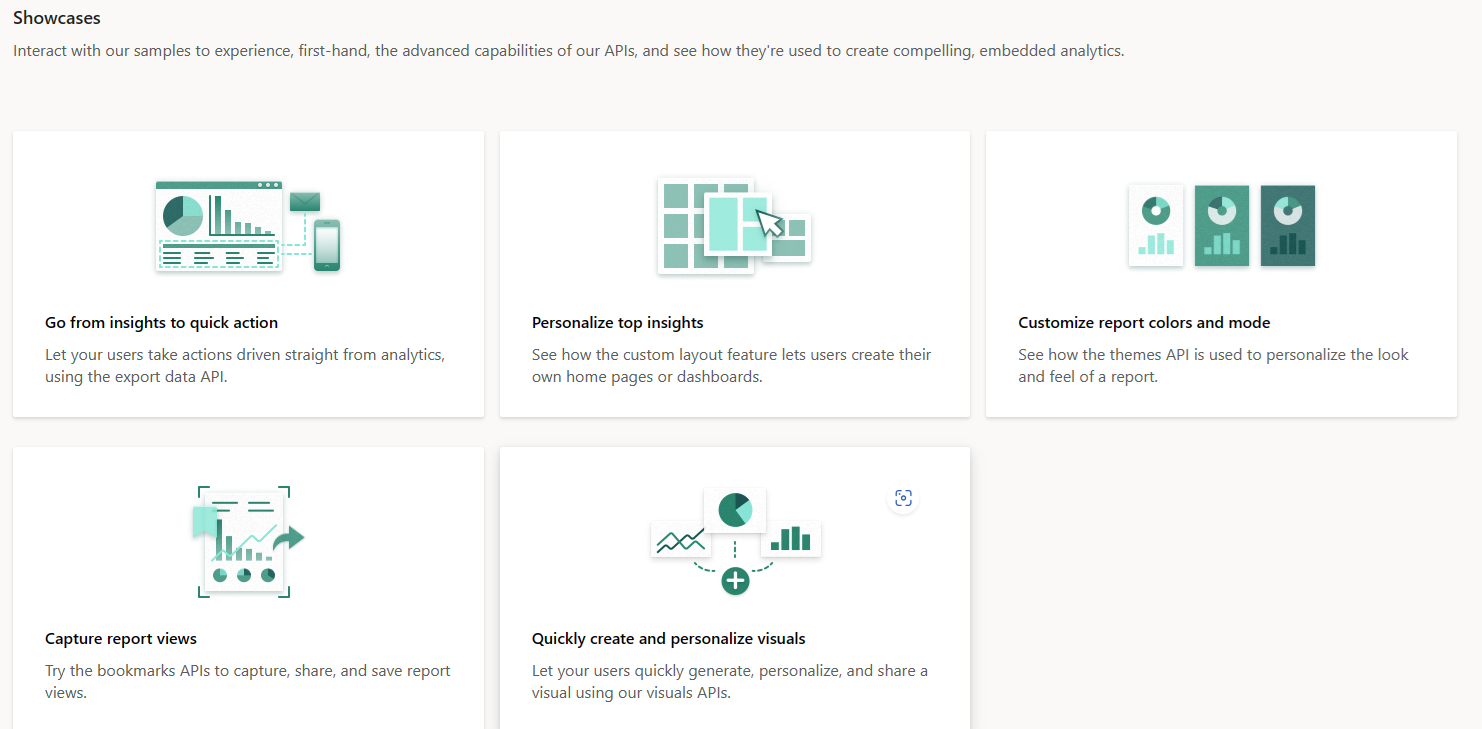 Showcases
Interact with our samples to experience, first-hand, the advanced capabilities of our APIs, and see how they're used to create compelling, embedded analytics.
Go from insights to quick action
Let your users take actions driven straight from analytics,
using the export data API.
Personalize top insights
See how the custom layout feature lets users create their
own home pages or dashboards.
Customize report colors and mode
See how the themes API is used to personalize the look
and feel of a report.
Capture report views
Try the bookmarks APIs to capture, share, and save report
views.
Quickly create and personalize visuals
Let your users quickly generate, personalize, and share a
visual using our visuals APIs.